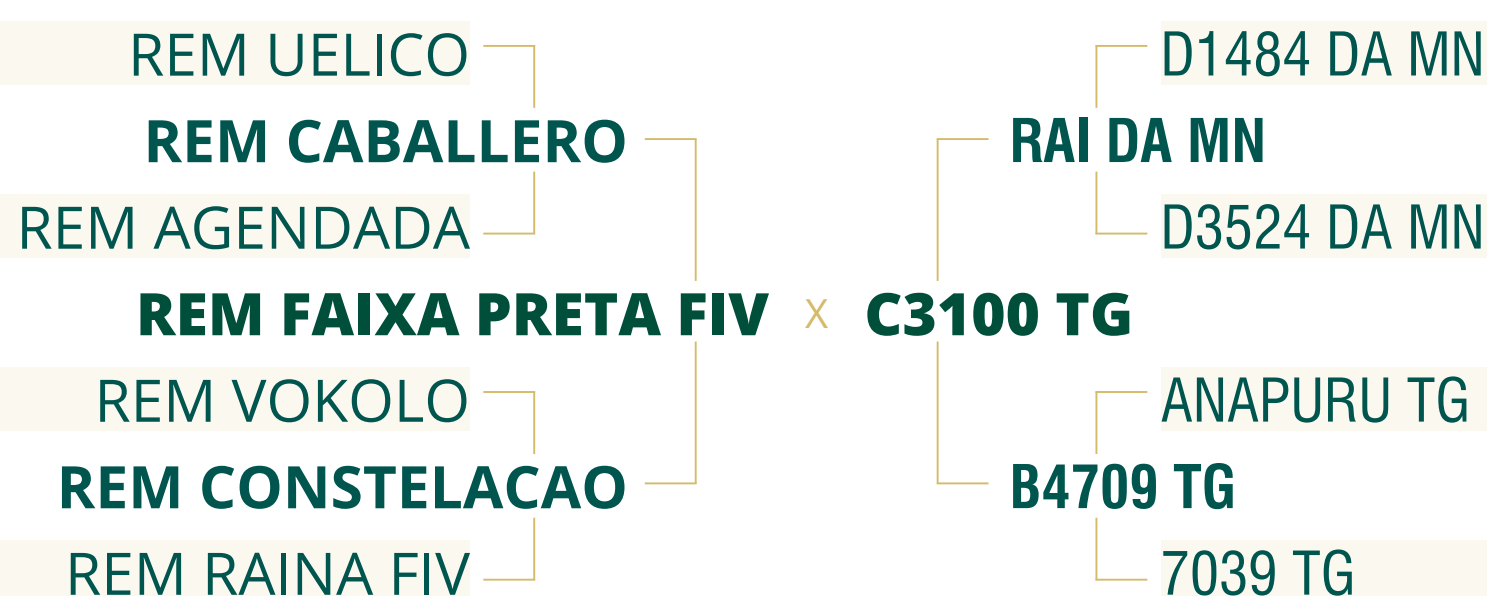 REM UELICO
D1484 DA MN
REM CABALLERO
RAI DA MN
REM AGENDADA
D3524 DA MN
REM FAIXA PRETA FIV X C3100 TG
REM VOKOLO
ANAPURU TG
REM CONSTELACAO
B4709 TG
REM RAINA FIV
7039 TG